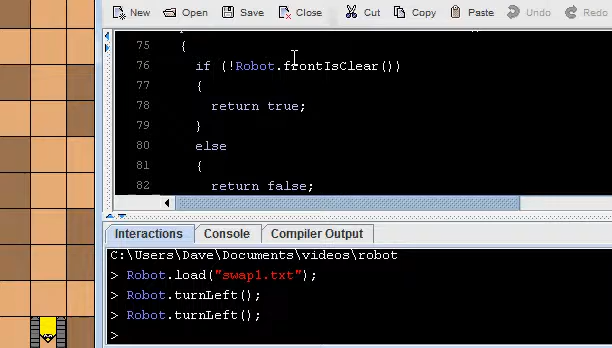 New Open Save Close Cut Copy Paste Undo Redo
75 {
76 if (!Robot.frontIsClear())
77 {
78 return true;
79 }
80 else
81 {
82 return false;
Interactions Console Compiler Output
C:\Users\Dave\Documents\videos\robot
> Robot.load("swap1.txt");
> Robot.turnLeft();
> Robot.turnLeft();
>